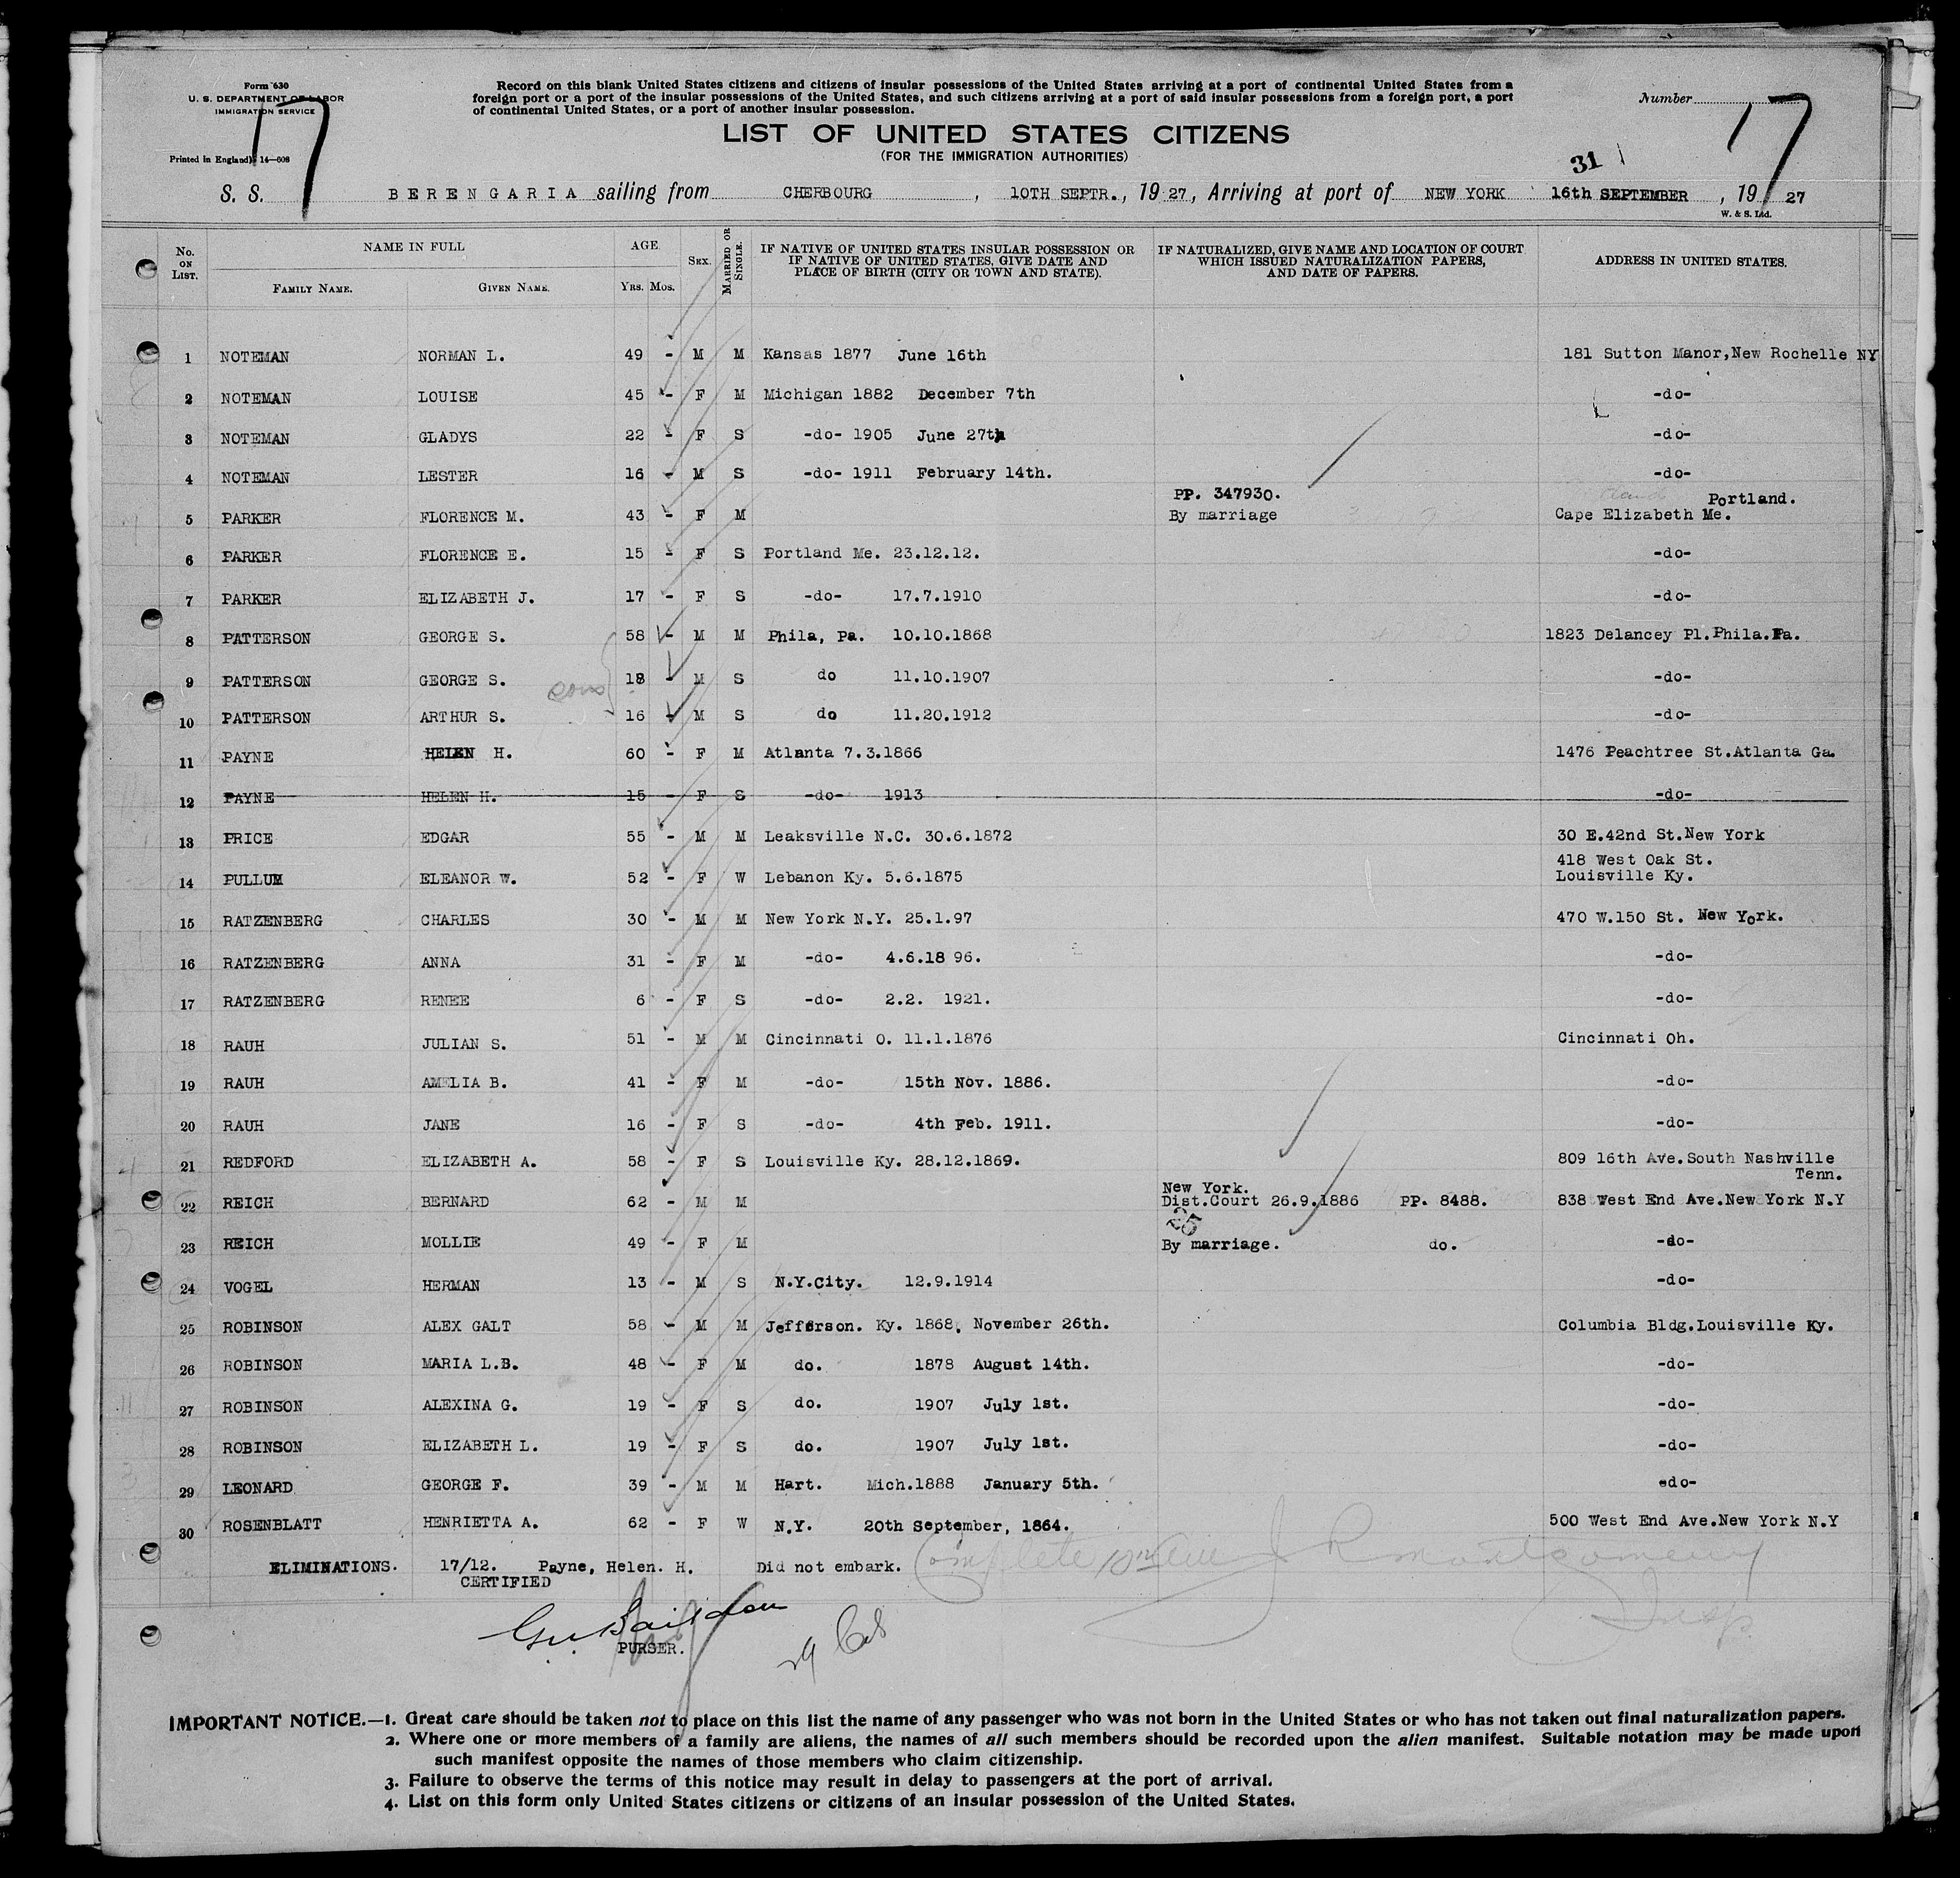 Form 630
U. S. DEPARTMENT OF LABOR
IMMIGRATION SERVICE
Printed in England) 14—608
17
Record on this blank United States citizens and citizens of insular possessions of the United States arriving at a port of continental United States from a
foreign port or a port of the insular possessions of the United States, and such citizens arriving at a port of said insular possessions from a foreign port, a port
of continental United States, or a port of another insular possession.
Number 17
LIST OF UNITED STATES CITIZENS
(FOR THE IMMIGRATION AUTHORITIES)
31
S. S. BERENGARIA sailing from CHERBOURG , 10TH SEPTR., 1927, Arriving at port of NEW YORK 16th SEPTEMBER , 1927
W. & S. Ltd.
No. ON LIST. NAME IN FULL FAMILY NAME. GIVEN NAME. AGE YRS. MOS. SEX. MARRIED OR SINGLE. IF NATIVE OF UNITED STATES INSULAR POSSESSION OR IF NATIVE OF UNITED STATES, GIVE DATE AND PLACE OF BIRTH (CITY OR TOWN AND STATE). IF NATURALIZED, GIVE NAME AND LOCATION OF COURT WHICH ISSUED NATURALIZATION PAPERS, AND DATE OF PAPERS. ADDRESS IN UNITED STATES.
1 NOTEMAN NORMAN L. 49 - M M Kansas 1877 June 16th 181 Sutton Manor,New Rochelle NY
2 NOTEMAN LOUISE 45 - F M Michigan 1882 December 7th -do-
3 NOTEMAN GLADYS 22 - F S -do- 1905 June 27th -do-
4 NOTEMAN LESTER 16 - M S -do- 1911 February 14th. -do-
PP. 347930. Portland.
5 PARKER FLORENCE M. 43 - F M By marriage Cape Elizabeth Me.
6 PARKER FLORENCE E. 15 - F S Portland Me. 23.12.12. -do-
7 PARKER ELIZABETH J. 17 - F S -do- 17.7.1910 -do-
8 PATTERSON GEORGE S. 58 - M M Phila, Pa. 10.10.1868 1823 Delancey Pl.Phila.Pa.
9 PATTERSON GEORGE S. sons 18 - M S do 11.10.1907 -do-
10 PATTERSON ARTHUR S. 16 - M S do 11.20.1912 -do-
11 PAYNE HELEN H. 60 - F M Atlanta 7.3.1866 1476 Peachtree St.Atlanta Ga.
12 PAYNE HELEN H. 15 - F S -do- 1913 -do-
13 PRICE EDGAR 55 - M M Leaksville N.C. 30.6.1872 30 E.42nd St.New York
418 West Oak St.
14 PULLUM ELEANOR W. 52 - F W Lebanon Ky. 5.6.1875 Louisville Ky.
15 RATZENBERG CHARLES 30 - M M New York N.Y. 25.1.97 470 W.150 St. New York.
16 RATZENBERG ANNA 31 - F M -do- 4.6.18 96. -do-
17 RATZENBERG RENEE 6 - F S -do- 2.2. 1921. -do-
18 RAUH JULIAN S. 51 - M M Cincinnati O. 11.1.1876 Cincinnati Oh.
19 RAUH AMELIA B. 41 - F M -do- 15th Nov. 1886. -do-
20 RAUH JANE 16 - F S -do- 4th Feb. 1911. -do-
21 REDFORD ELIZABETH A. 58 - F S Louisville Ky. 28.12.1869. 809 16th Ave.South Nashville
New York. Tenn.
22 REICH BERNARD 62 - M M Dist.Court 26.9.1886 PP. 8488. 838 West End Ave.New York N.Y
25
23 REICH MOLLIE 49 - F M By marriage. do. -do-
24 VOGEL HERMAN 13 - M S N.Y.City. 12.9.1914 -do-
25 ROBINSON ALEX GALT 58 - M M Jefferson. Ky. 1868, November 26th. Columbia Bldg.Louisville Ky.
26 ROBINSON MARIA L.B. 48 - F M do. 1878 August 14th. -do-
27 ROBINSON ALEXINA G. 19 - F S do. 1907 July 1st. -do-
28 ROBINSON ELIZABETH L. 19 - F S do. 1907 July 1st. -do-
29 LEONARD GEORGE F. 39 - M M Hart. Mich.1888 January 5th. -do-
30 ROSENBLATT HENRIETTA A. 62 - F W N.Y. 20th September, 1864. 500 West End Ave.New York N.Y
ELIMINATIONS. 17/12. Payne, Helen. H. Did not embark. Complete J R Montgomery
CERTIFIED
Insp.
PURSER. 29
IMPORTANT NOTICE.—1. Great care should be taken not to place on this list the name of any passenger who was not born in the United States or who has not taken out final naturalization papers.
2. Where one or more members of a family are aliens, the names of all such members should be recorded upon the alien manifest. Suitable notation may be made upon
such manifest opposite the names of those members who claim citizenship.
3. Failure to observe the terms of this notice may result in delay to passengers at the port of arrival.
4. List on this form only United States citizens or citizens of an insular possession of the United States.